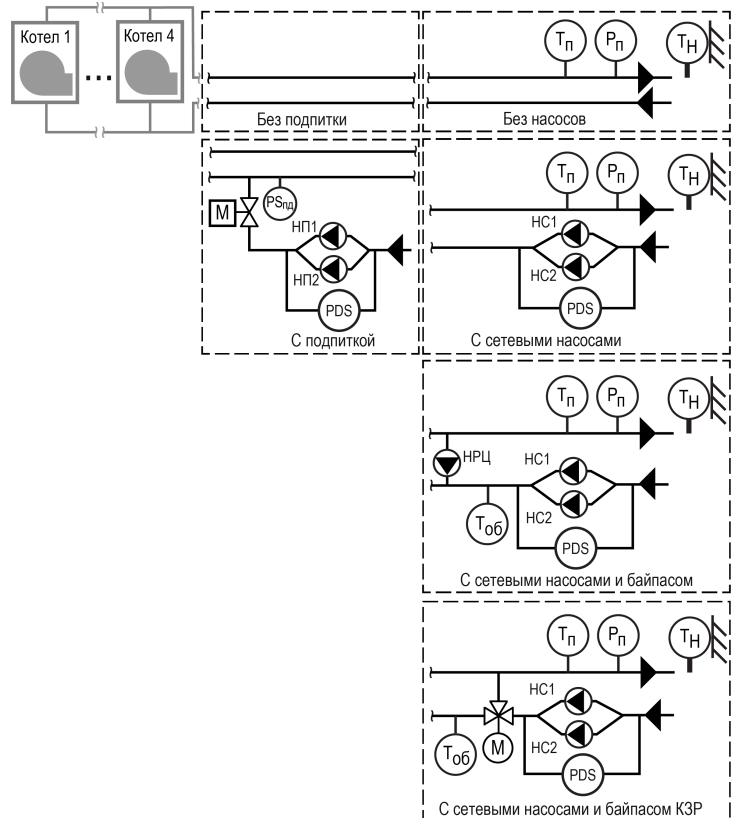 Котел 1
Котел 4
Tп
Pп
TН
Без подпитки
Без насосов
M
PSпд
НП1
НП2
PDS
С подпиткой
Tп
Pп
TН
НС1
НС2
PDS
С сетевыми насосами
Tп
Pп
TН
НРЦ
НС1
НС2
Tоб
PDS
С сетевыми насосами и байпасом
Tп
Pп
TН
НС1
НС2
Tоб
M
PDS
С сетевыми насосами и байпасом КЗР